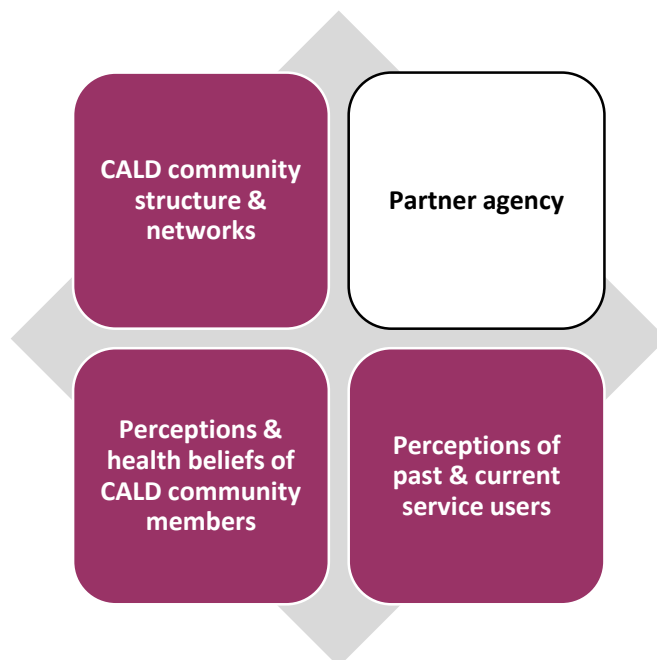 CALD community
structure &
networks
Partner agency
Perceptions &
health beliefs of
CALD community
members
Perceptions of
past & current
service users